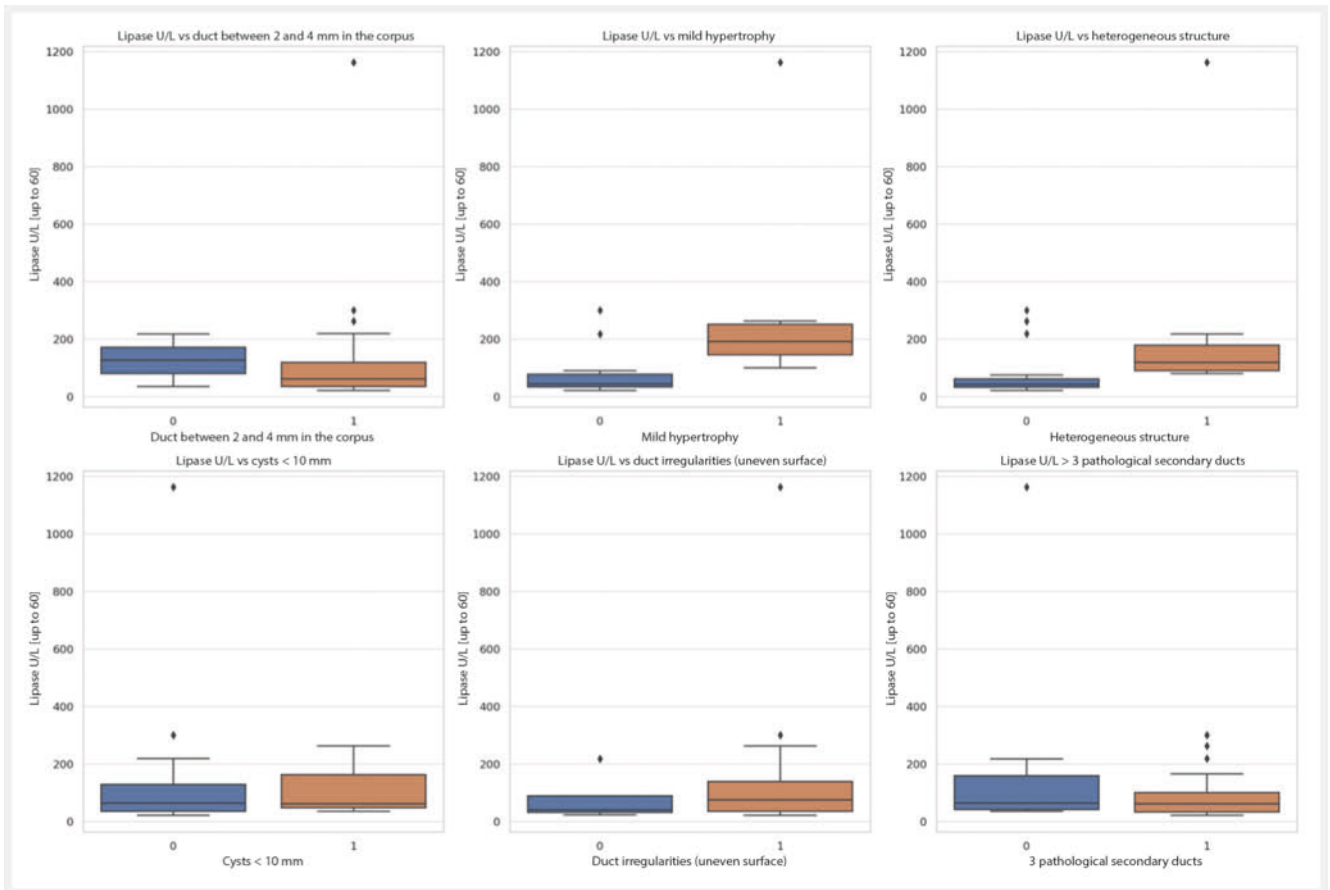 Lipase U/L vs duct between 2 and 4 mm in the corpus
1200
1000
800
600
400
200
0
Lipase U/L [up to 60]
0 1
Duct between 2 and 4 mm in the corpus
Lipase U/L vs mild hypertrophy
1200
1000
800
600
400
200
0
Lipase U/L [up to 60]
0 1
Mild hypertrophy
Lipase U/L vs heterogeneous structure
1200
1000
800
600
400
200
0
Lipase U/L [up to 60]
0 1
Heterogeneous structure
Lipase U/L vs cysts < 10 mm
1200
1000
800
600
400
200
0
Lipase U/L [up to 60]
0 1
Cysts < 10 mm
Lipase U/L vs duct irregularities (uneven surface)
1200
1000
800
600
400
200
0
Lipase U/L [up to 60]
0 1
Duct irregularities (uneven surface)
Lipase U/L > 3 pathological secondary ducts
1200
1000
800
600
400
200
0
Lipase U/L [up to 60]
0 1
3 pathological secondary ducts